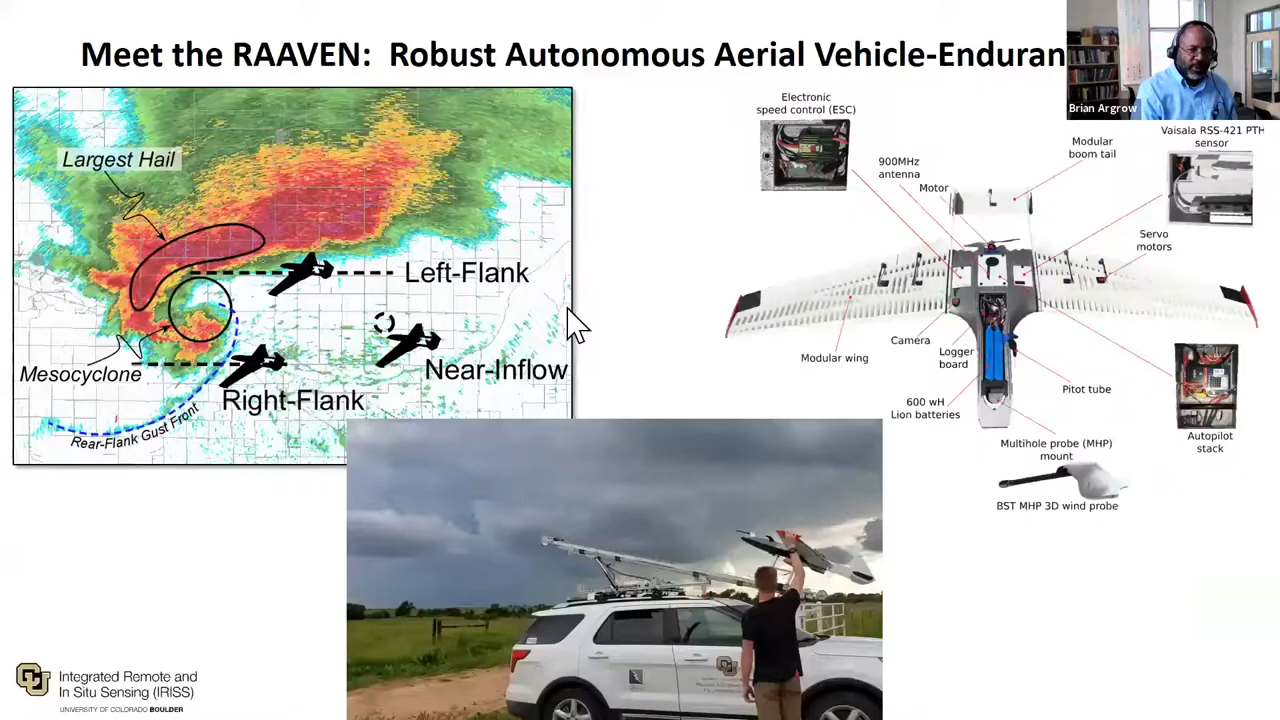 Meet the RAAVEN: Robust Autonomous Aerial Vehicle-Enduran
Brian Argrow
Largest Hail
Left-Flank
Mesocyclone
Near-Inflow
Right-Flank
Rear-Flank Gust Front
Electronic
speed control (ESC)
900MHz
antenna
Motor
Modular
boom tail
Vaisala RSS-421 PTH
sensor
Servo
motors
Modular wing
Camera
Logger
board
Pitot tube
600 wH
Lion batteries
Multihole probe (MHP)
mount
Autopilot
stack
BST MHP 3D wind probe
Integrated Remote and
In Situ Sensing (IRISS)
UNIVERSITY OF COLORADO BOULDER